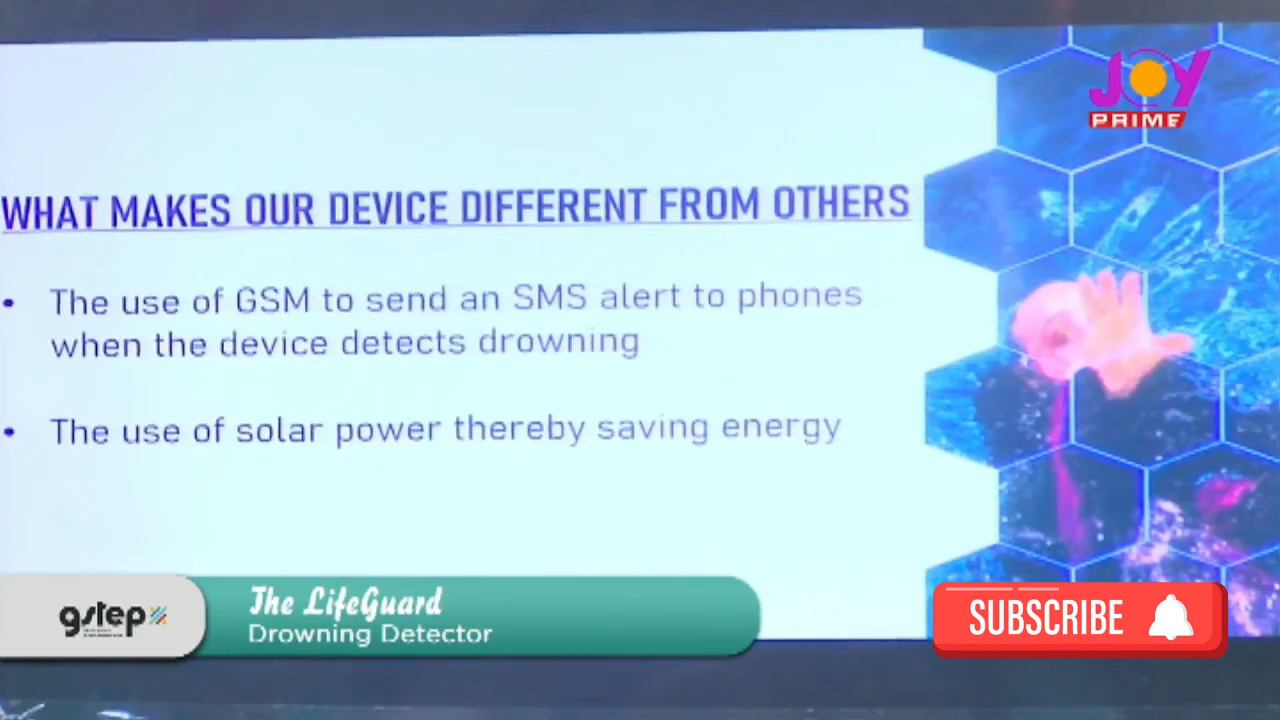 JOY
PRIME
WHAT MAKES OUR DEVICE DIFFERENT FROM OTHERS
• The use of GSM to send an SMS alert to phones
when the device detects drowning
• The use of solar power thereby saving energy
gstep
The LifeGuard
Drowning Detector
SUBSCRIBE